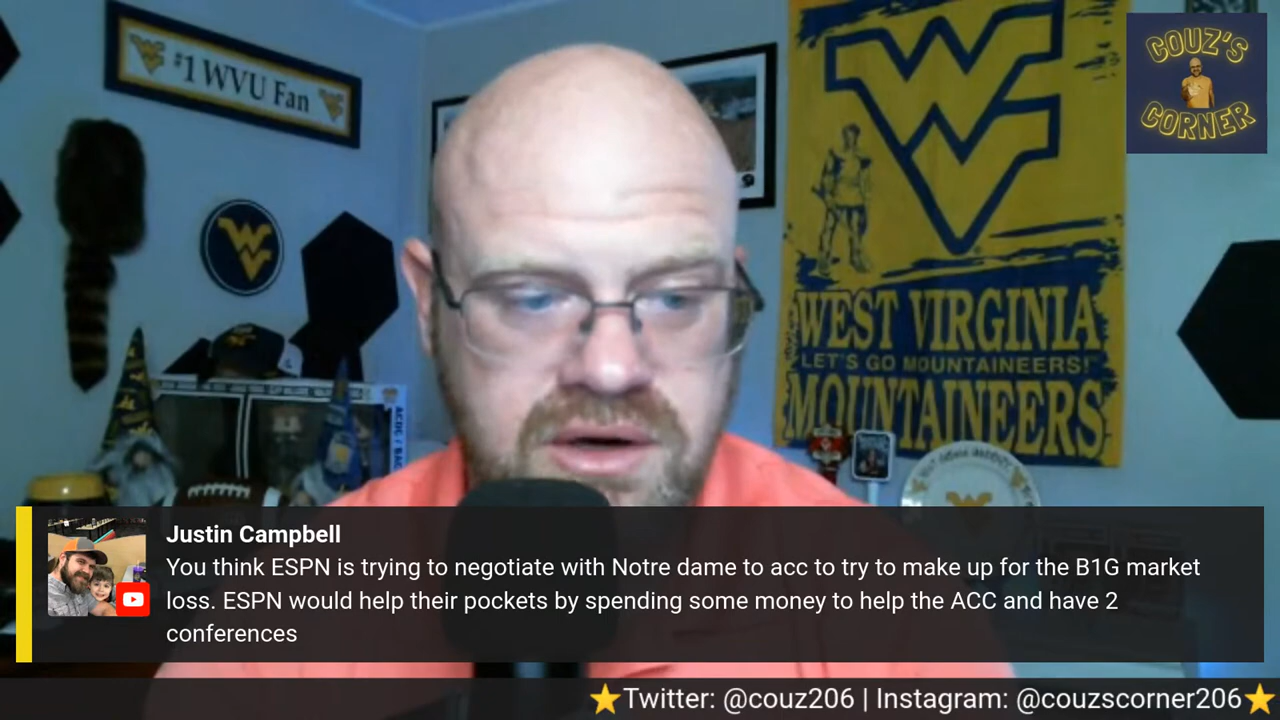 #1 WVU Fan
COUZ'S
CORNER
WEST VIRGINIA
LET'S GO MOUNTAINEERS!
MOUNTAINEERS
Justin Campbell
You think ESPN is trying to negotiate with Notre dame to acc to try to make up for the B1G market
loss. ESPN would help their pockets by spending some money to help the ACC and have 2
conferences
⭐Twitter: @couz206 | Instagram: @couzscorner206⭐